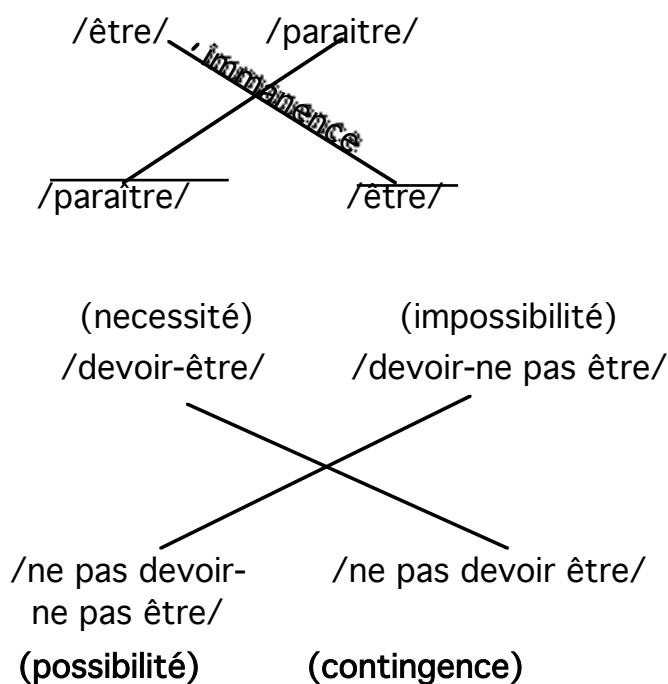 /être/ /paraitre/
immanence
/paraître/ /être/
(necessité) (impossibilité)
/devoir-être/ /devoir-ne pas être/
/ne pas devoir- /ne pas devoir être/
ne pas être/
(possibilité) (contingence)